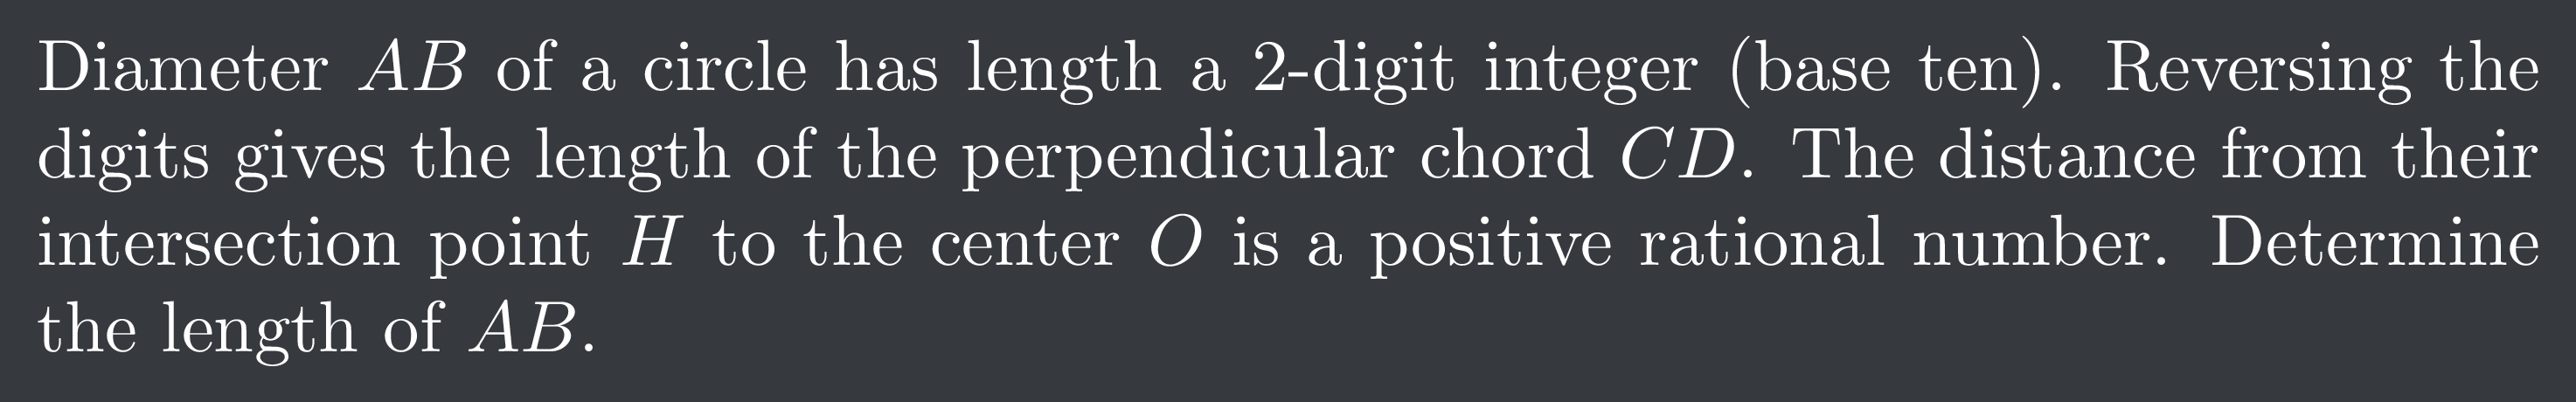 Diameter AB of a circle has length a 2-digit integer (base ten). Reversing the
digits gives the length of the perpendicular chord CD. The distance from their
intersection point H to the center O is a positive rational number. Determine
the length of AB.